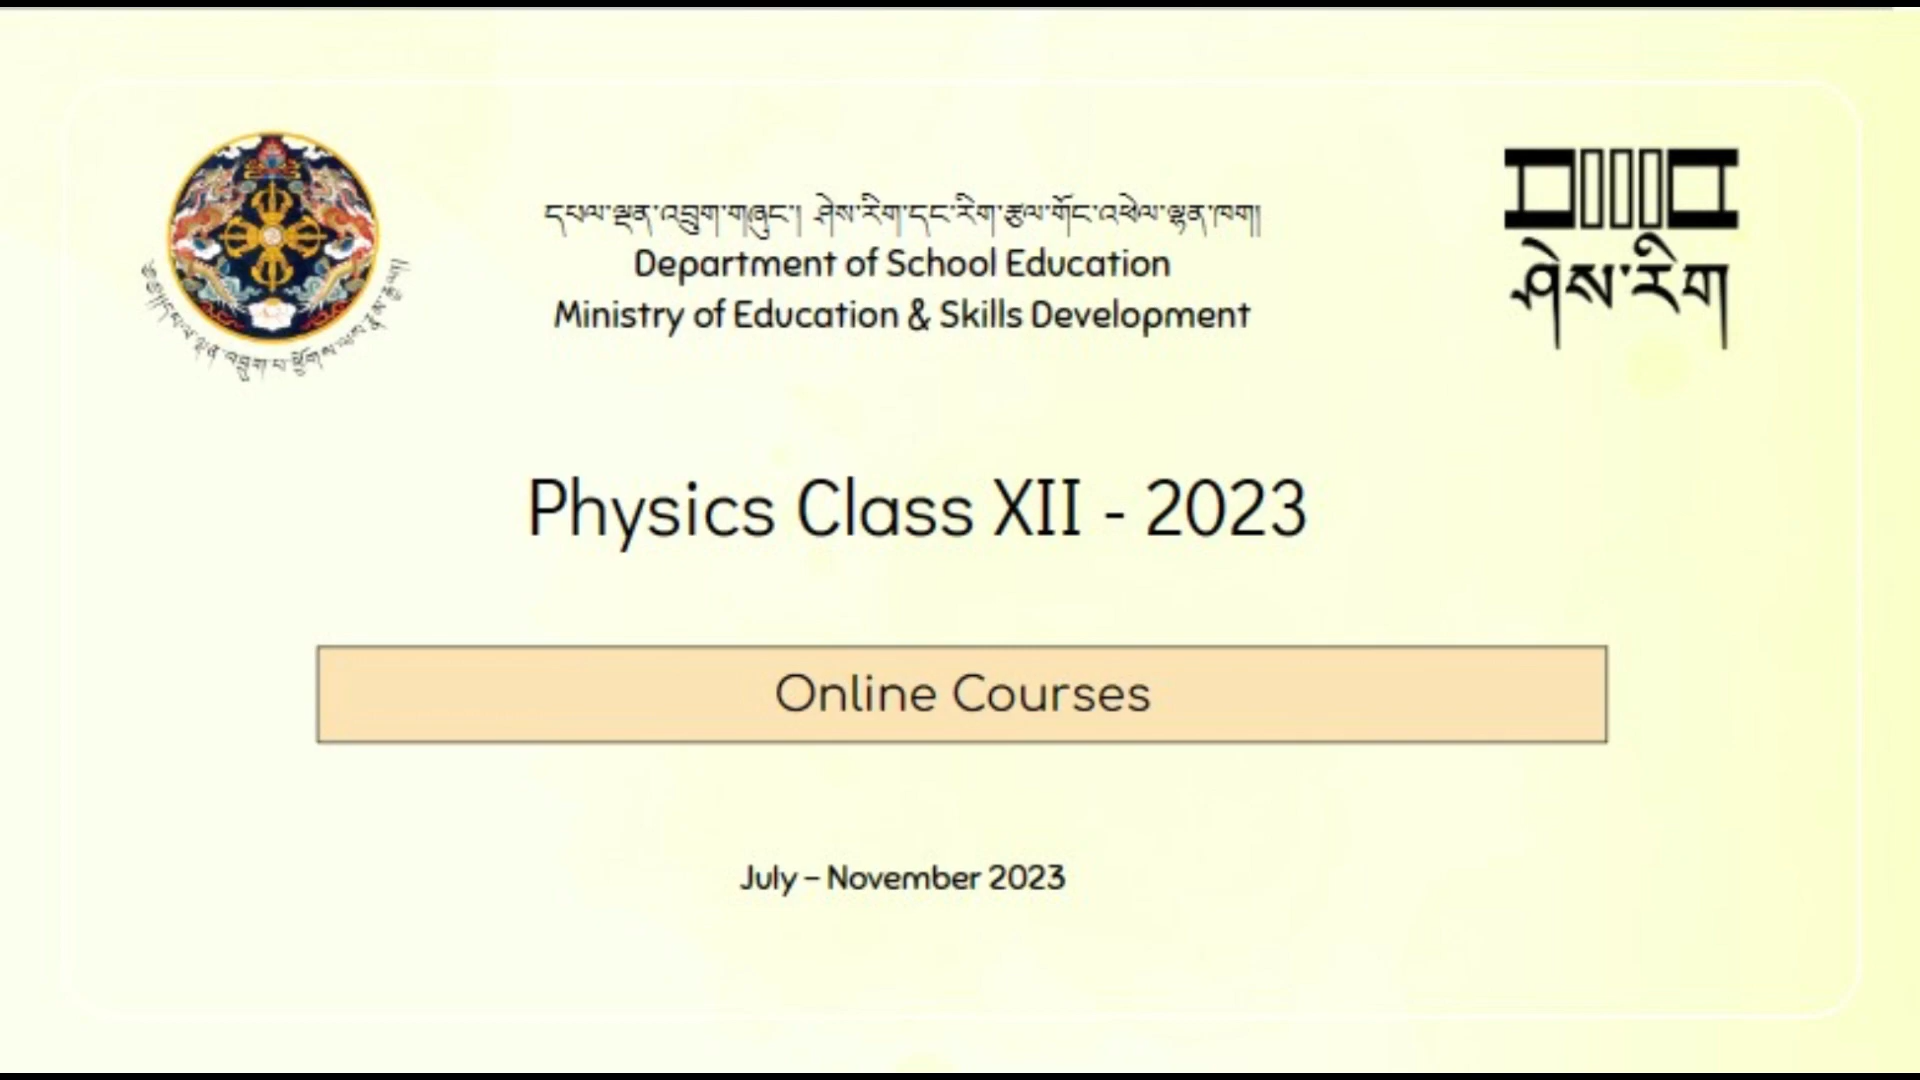 དཔལ་ལྡན་འབྲུག་གཞུང་། ཤེས་རིག་དང་རིག་རྩལ་གོང་འཕེལ་ལྷན་ཁག།
Department of School Education
Ministry of Education & Skills Development
ཤེས་རིག
Physics Class XII - 2023
Online Courses
July – November 2023